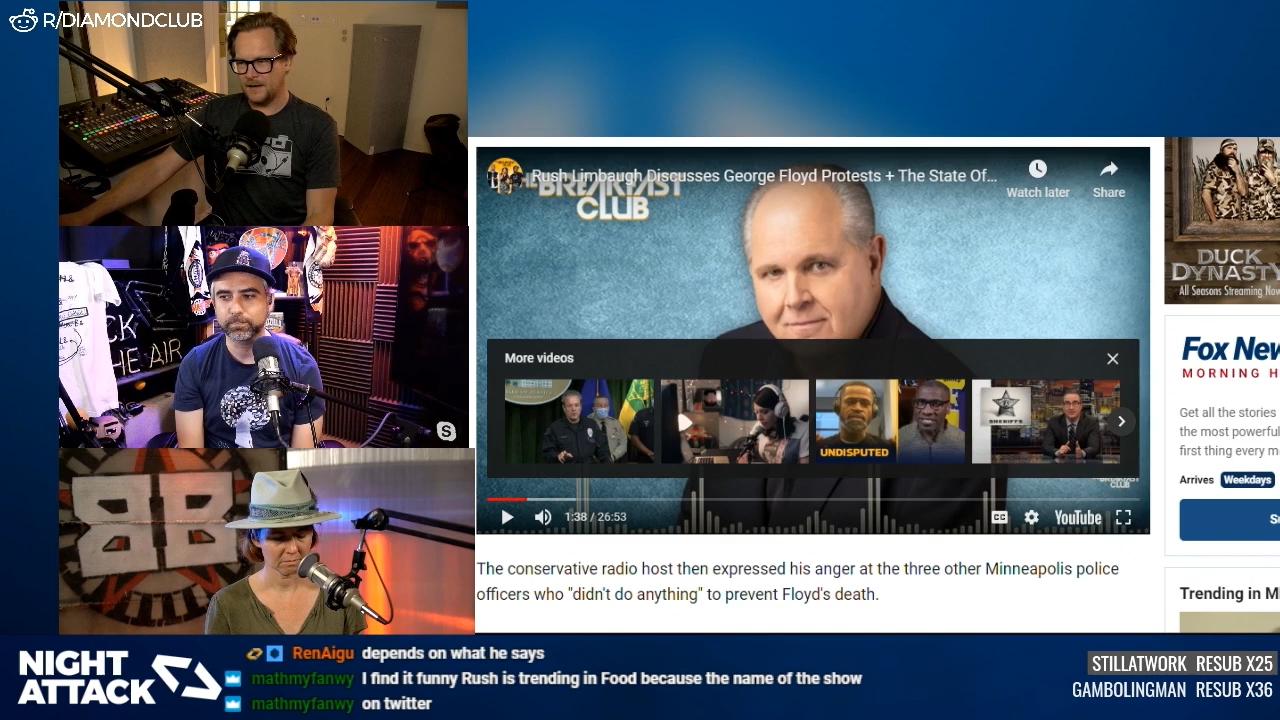 R/DIAMONDCLUB
Rush Limbaugh Discusses George Floyd Protests + The State Of...
BREAKFAST
CLUB
Watch later
Share
More videos
UNDISPUTED
SHERIFFS
1:38 / 26:53
CC
YouTube
The conservative radio host then expressed his anger at the three other Minneapolis police
officers who "didn't do anything" to prevent Floyd's death.
DUCK
DYNASTY
All Seasons Streaming Now
Fox New
MORNING H
Get all the stories
the most powerful
first thing every m
Arrives Weekdays
Trending in M
HE AIR
BB
NIGHT
ATTACK
RenAigu depends on what he says
mathmyfanwy I find it funny Rush is trending in Food because the name of the show
mathmyfanwy on twitter
STILLATWORK RESUB X25
GAMBOLINGMAN RESUB X36